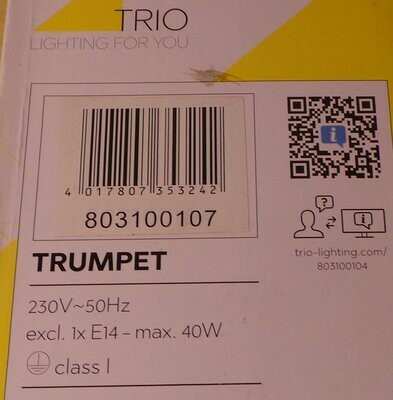 TRIO
LIGHTING FOR YOU
4 017807 353242
803100107
trio-lighting.com/
803100104
TRUMPET
230V~50Hz
excl. 1x E14 – max. 40W
class I